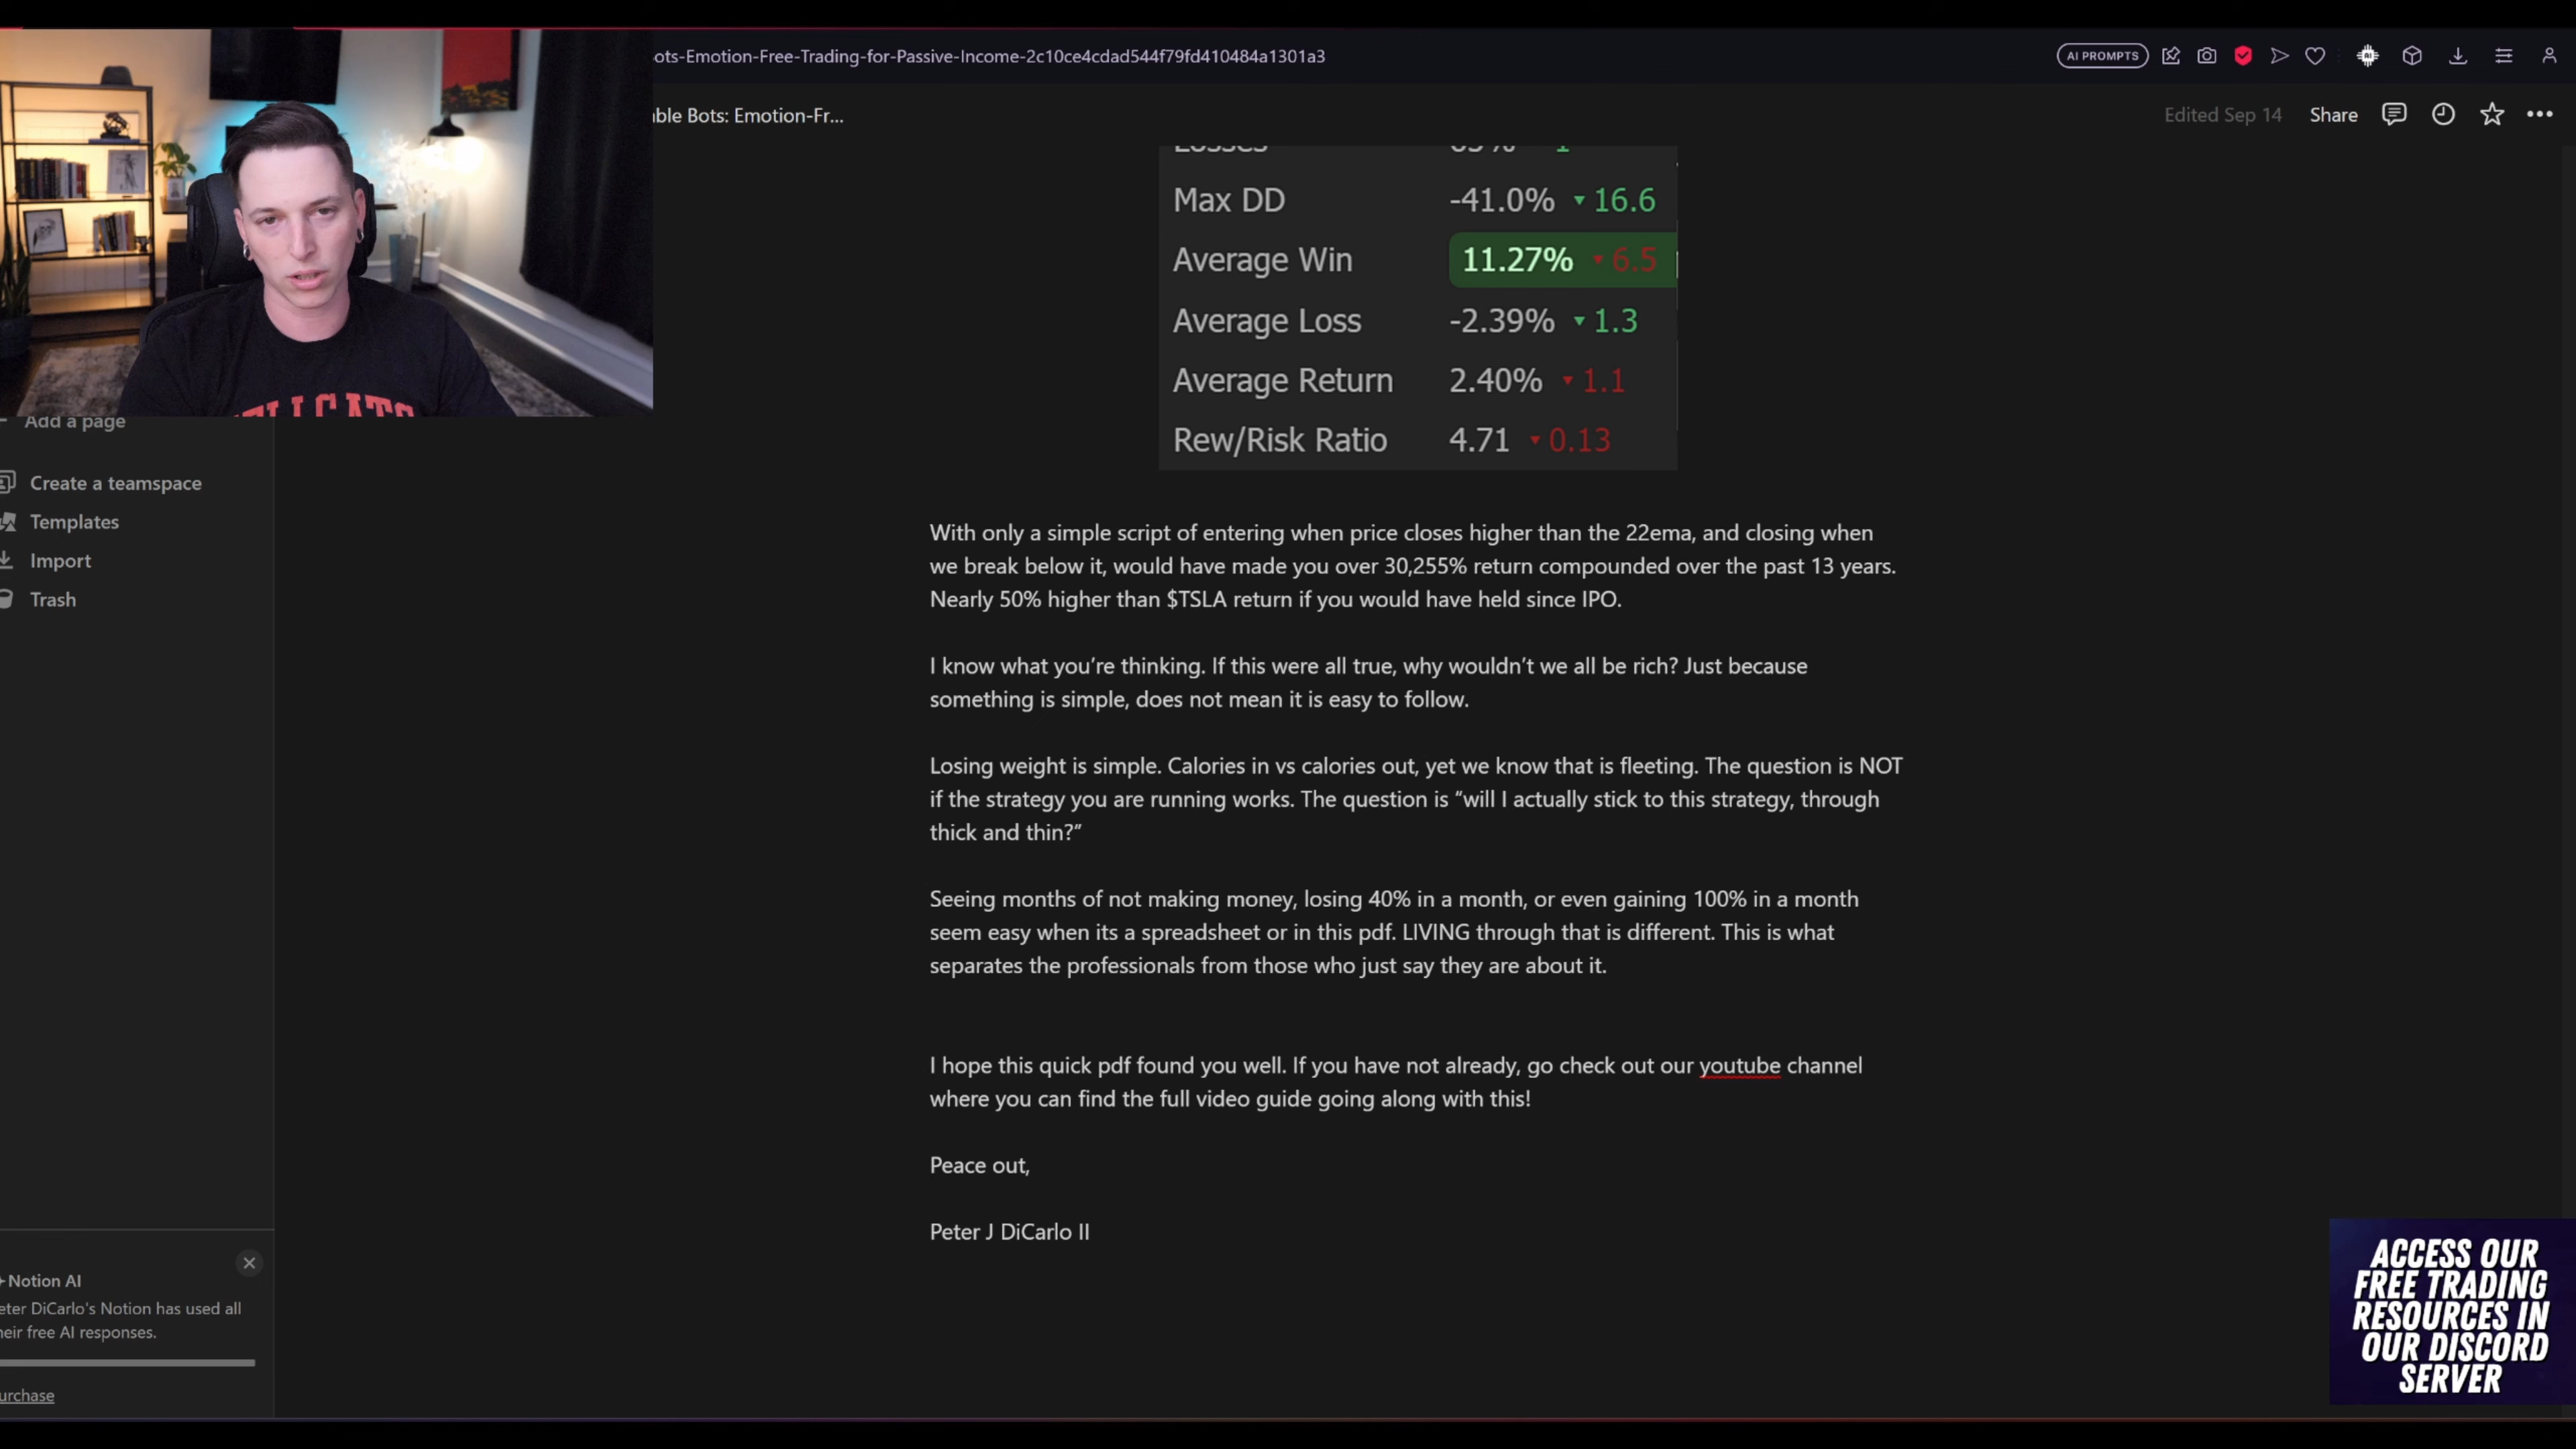 ots-Emotion-Free-Trading-for-Passive-Income-2c10ce4cdad544f79fd410484a1301a3
AI PROMPTS
ble Bots: Emotion-Fr...
Edited Sep 14
Share
Losses
Max DD -41.0% ▼ 16.6
Average Win 11.27% ▼ 6.5
Average Loss -2.39% ▼ 1.3
Average Return 2.40% ▼ 1.1
Rew/Risk Ratio 4.71 ▼ 0.13
Add a page
Create a teamspace
Templates
Import
Trash
With only a simple script of entering when price closes higher than the 22ema, and closing when
we break below it, would have made you over 30,255% return compounded over the past 13 years.
Nearly 50% higher than $TSLA return if you would have held since IPO.
I know what you’re thinking. If this were all true, why wouldn’t we all be rich? Just because
something is simple, does not mean it is easy to follow.
Losing weight is simple. Calories in vs calories out, yet we know that is fleeting. The question is NOT
if the strategy you are running works. The question is “will I actually stick to this strategy, through
thick and thin?”
Seeing months of not making money, losing 40% in a month, or even gaining 100% in a month
seem easy when its a spreadsheet or in this pdf. LIVING through that is different. This is what
separates the professionals from those who just say they are about it.
I hope this quick pdf found you well. If you have not already, go check out our youtube channel
where you can find the full video guide going along with this!
Peace out,
Peter J DiCarlo II
Notion AI
eter DiCarlo's Notion has used all
heir free AI responses.
urchase
ACCESS OUR
FREE TRADING
RESOURCES IN
OUR DISCORD
SERVER